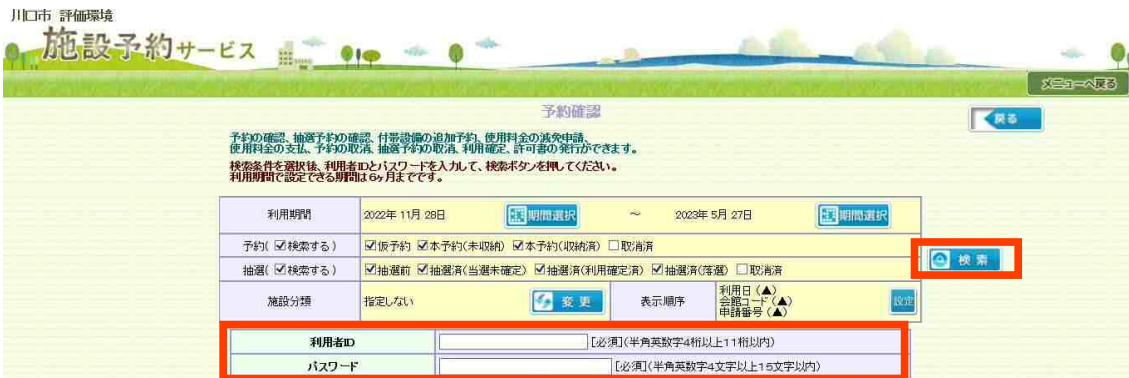 川口市 評価環境
施設予約サービス
メニューへ戻る
予約確認
戻る
予約の確認、抽選予約の確認、付帯設備の追加予約、使用料金の減免申請、
使用料金の支払、予約の取消、抽選予約の取消、利用確定、許可書の発行ができます。
検索条件を選択後、利用者IDとパスワードを入力して、検索ボタンを押してください。
利用期間で設定できる期間は6ヶ月までです。
利用期間 2022年 11月 28日 期間選択 ～ 2023年 5月 27日 期間選択
予約( ☑検索する) ☑仮予約 ☑本予約(未収納) ☑本予約(収納済) □取消済
検索
抽選( ☑検索する) ☑抽選前 ☑抽選済(当選未確定) ☑抽選済(利用確定済) ☑抽選済(落選) □取消済
施設分類 指定しない 変更 表示順序 利用日(▲)
会館コード(▲)
申請番号(▲)
設定
利用者ID [必須](半角英数字4桁以上11桁以内)
パスワード [必須](半角英数字4文字以上15文字以内)